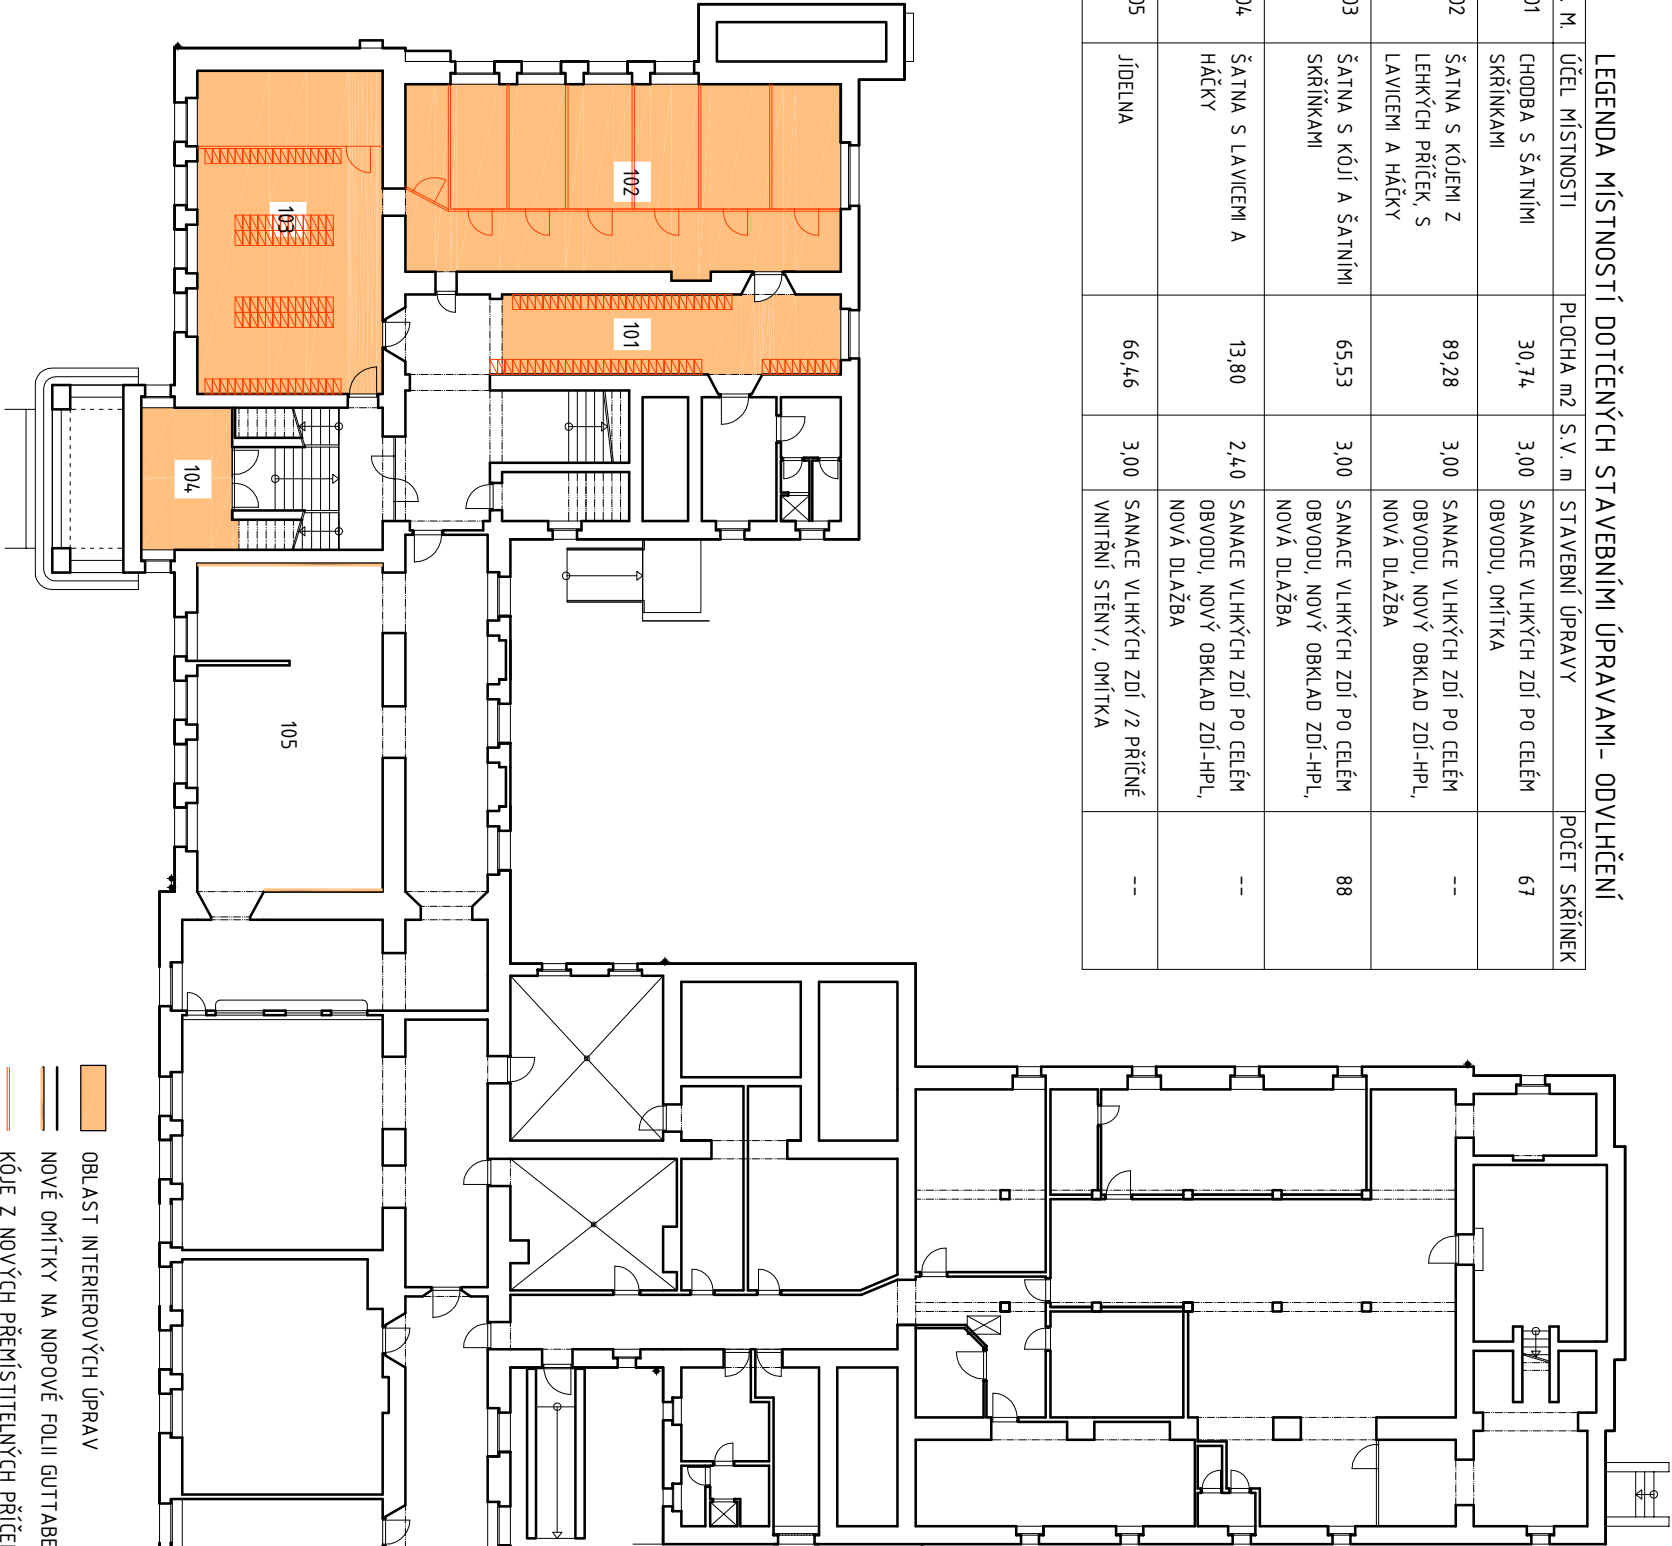 LEGENDA MÍSTNOSTÍ DOTČENÝCH STAVEBNÍMI ÚPRAVAMI- ODVLHČENÍ
. M. ÚČEL MÍSTNOSTI PLOCHA m2 S.V. m STAVEBNÍ ÚPRAVY POČET SKŘÍNEK
01 CHODBA S ŠATNÍMI 30,74 3,00 SANACE VLHKÝCH ZDÍ PO CELÉM 67
SKŘÍŇKAMI OBVODU, OMÍTKA
02 ŠATNA S KÓJEMI Z 89,28 3,00 SANACE VLHKÝCH ZDÍ PO CELÉM --
LEHKÝCH PŘÍČEK, S OBVODU, NOVÝ OBKLAD ZDÍ-HPL,
LAVICEMI A HÁČKY NOVÁ DLAŽBA
03 ŠATNA S KÓJÍ A ŠATNÍMI 65,53 3,00 SANACE VLHKÝCH ZDÍ PO CELÉM 88
SKŘÍŇKAMI OBVODU, NOVÝ OBKLAD ZDÍ-HPL,
NOVÁ DLAŽBA
04 ŠATNA S LAVICEMI A 13,80 2,40 SANACE VLHKÝCH ZDÍ PO CELÉM --
HÁČKY OBVODU, NOVÝ OBKLAD ZDÍ-HPL,
NOVÁ DLAŽBA
05 JÍDELNA 66,46 3,00 SANACE VLHKÝCH ZDÍ /2 PŘÍČNÉ --
VNITŘNÍ STĚNY/, OMÍTKA
102
101
103
104
105
OBLAST INTERIEROVÝCH ÚPRAV
NOVÉ OMÍTKY NA NOPOVÉ FOLII GUTTABE
KÓJE Z NOVÝCH PŘEMÍSTITELNÝCH PŘÍČE